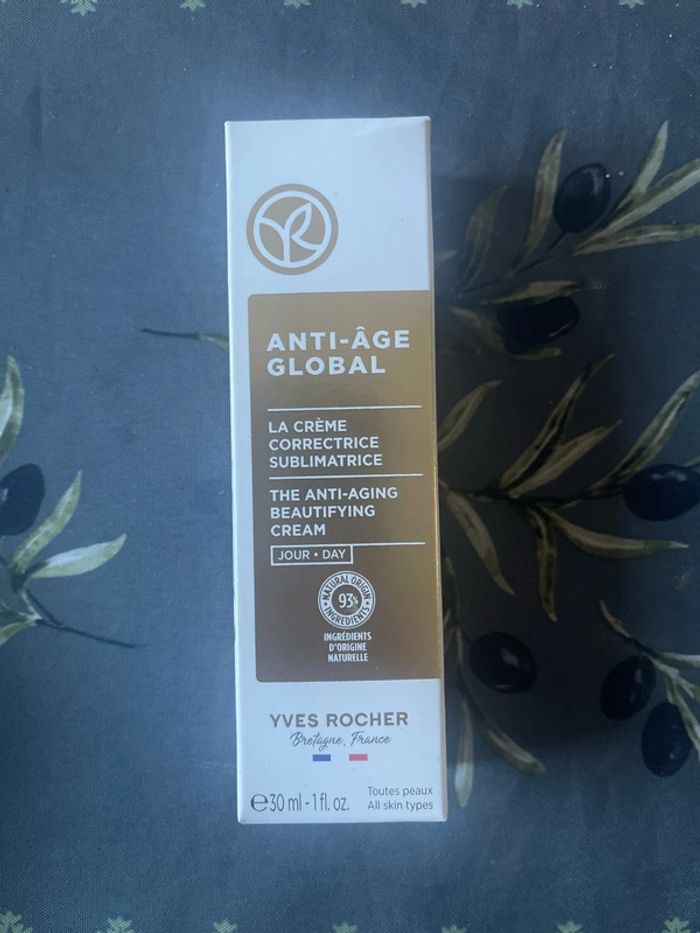 ANTI-ÂGE
GLOBAL
LA CRÈME
CORRECTRICE
SUBLIMATRICE
THE ANTI-AGING
BEAUTIFYING
CREAM
JOUR • DAY
NATURAL ORIGIN
93%
INGREDIENTS
INGRÉDIENTS
D'ORIGINE
NATURELLE
YVES ROCHER
Bretagne, France
℮30 ml - 1 fl. oz.
Toutes peaux
All skin types